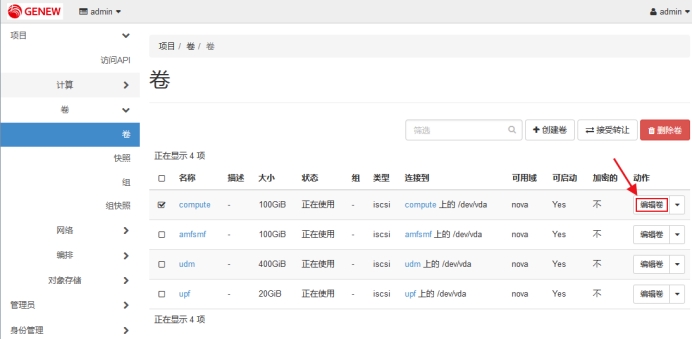 GENEW admin admin
项目
访问API
计算
卷
卷
快照
组
组快照
网络
编排
对象存储
管理员
身份管理
项目 / 卷 / 卷
卷
筛选 创建卷 接受转让 删除卷
正在显示 4 项
名称 描述 大小 状态 组 类型 连接到 可用域 可启动 加密的 动作
compute - 100GiB 正在使用 - iscsi compute 上的 /dev/vda nova Yes 不 编辑卷
amfsmf - 100GiB 正在使用 - iscsi amfsmf 上的 /dev/vda nova Yes 不 编辑卷
udm - 400GiB 正在使用 - iscsi udm 上的 /dev/vda nova Yes 不 编辑卷
upf - 20GiB 正在使用 - iscsi upf 上的 /dev/vda nova Yes 不 编辑卷
正在显示 4 项